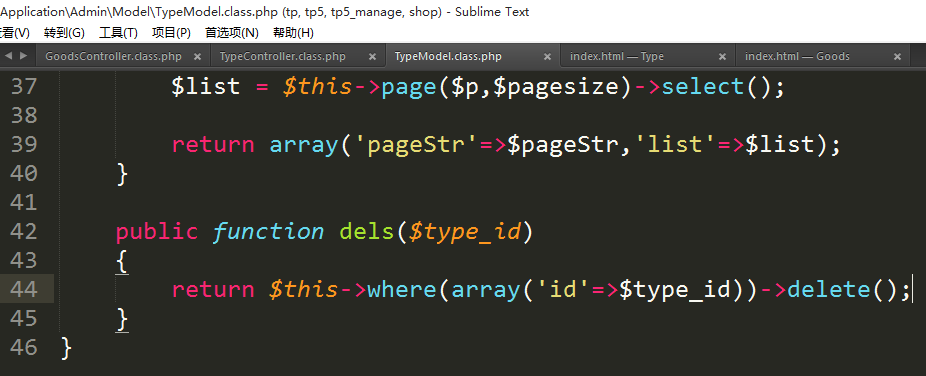 Application\Admin\Model\TypeModel.class.php (tp, tp5, tp5_manage, shop) - Sublime Text
查看(V) 转到(G) 工具(T) 项目(P) 首选项(N) 帮助(H)
GoodsController.class.php × TypeController.class.php × TypeModel.class.php × index.html — Type × index.html — Goods ×
37 $list = $this->page($p,$pagesize)->select();
38
39 return array('pageStr'=>$pageStr,'list'=>$list);
40 }
41
42 public function dels($type_id)
43 {
44 return $this->where(array('id'=>$type_id))->delete();
45 }
46 }